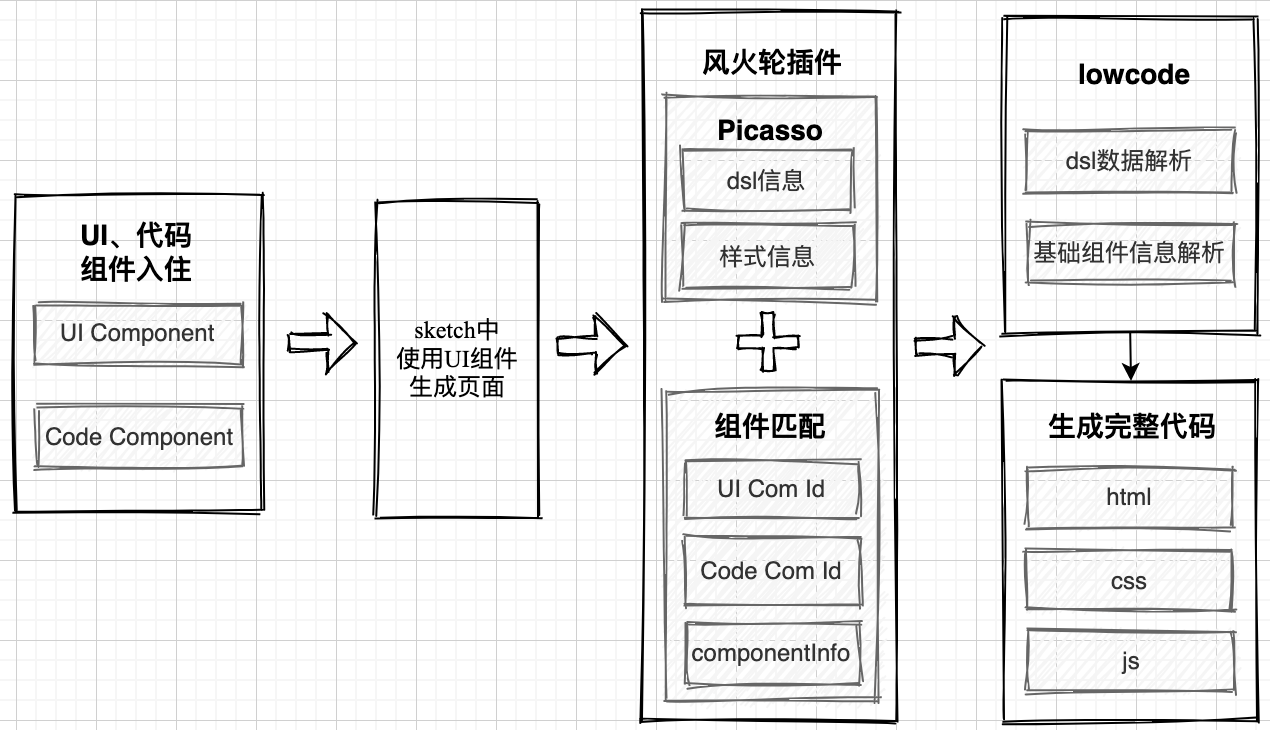 UI、代码
组件入住
UI Component
Code Component
sketch中
使用UI组件
生成页面
风火轮插件
Picasso
dsl信息
样式信息
组件匹配
UI Com Id
Code Com Id
componentInfo
lowcode
dsl数据解析
基础组件信息解析
生成完整代码
html
css
js